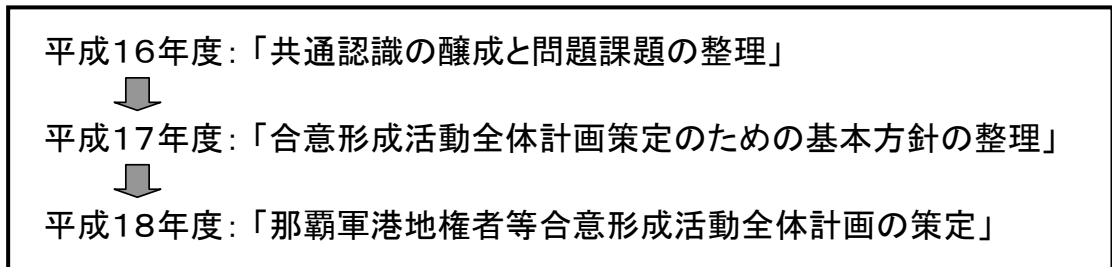 平成16年度：「共通認識の醸成と問題課題の整理」
平成17年度：「合意形成活動全体計画策定のための基本方針の整理」
平成18年度：「那覇軍港地権者等合意形成活動全体計画の策定」